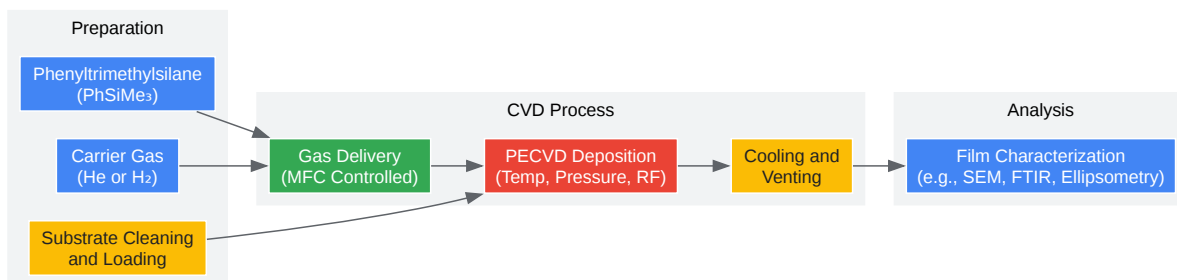 Preparation
Phenyltrimethylsilane
(PhSiMe₃)
Carrier Gas
(He or H₂)
Substrate Cleaning
and Loading
CVD Process
Gas Delivery
(MFC Controlled)
PECVD Deposition
(Temp, Pressure, RF)
Cooling and
Venting
Analysis
Film Characterization
(e.g., SEM, FTIR, Ellipsometry)